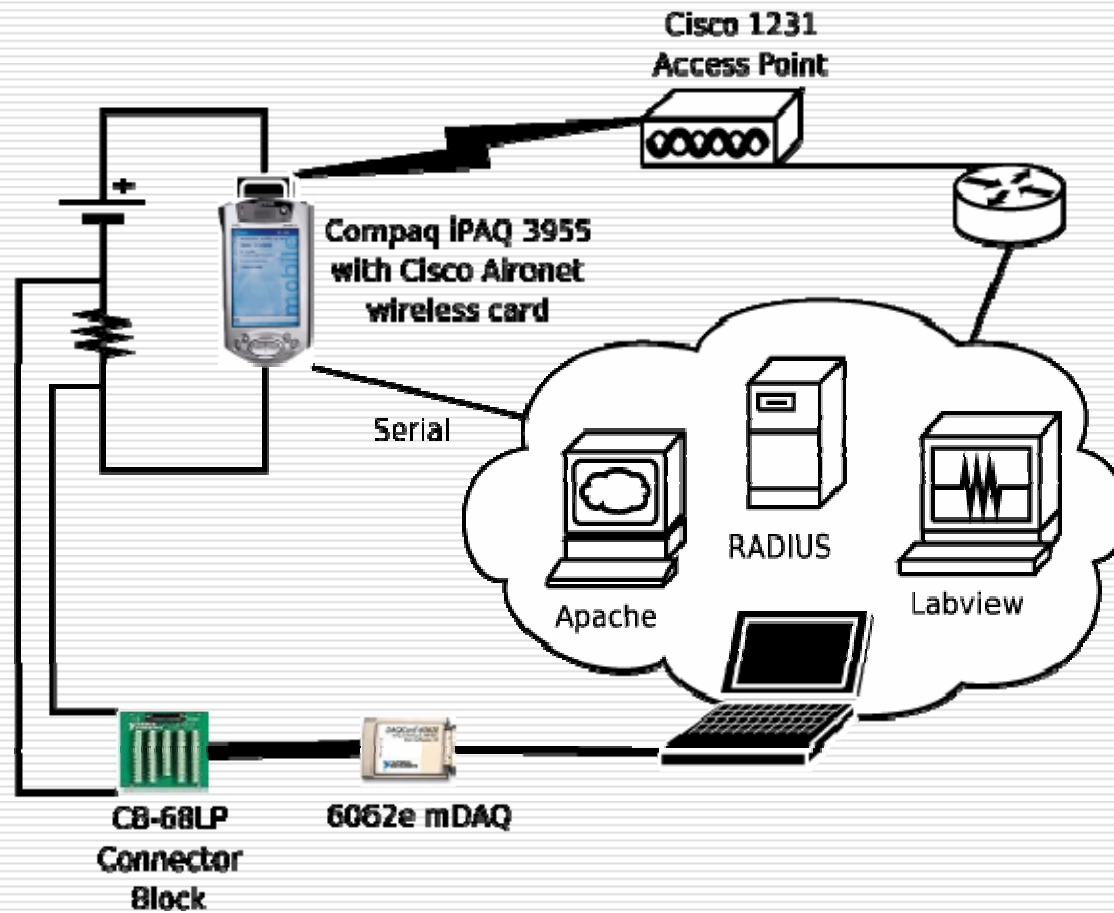 Cisco 1231
Access Point
+
Compaq iPAQ 3955
with Cisco Aironet
wireless card
mobile
Serial
RADIUS
Apache
Labview
CB-68LP
Connector
Block
6062e mDAQ